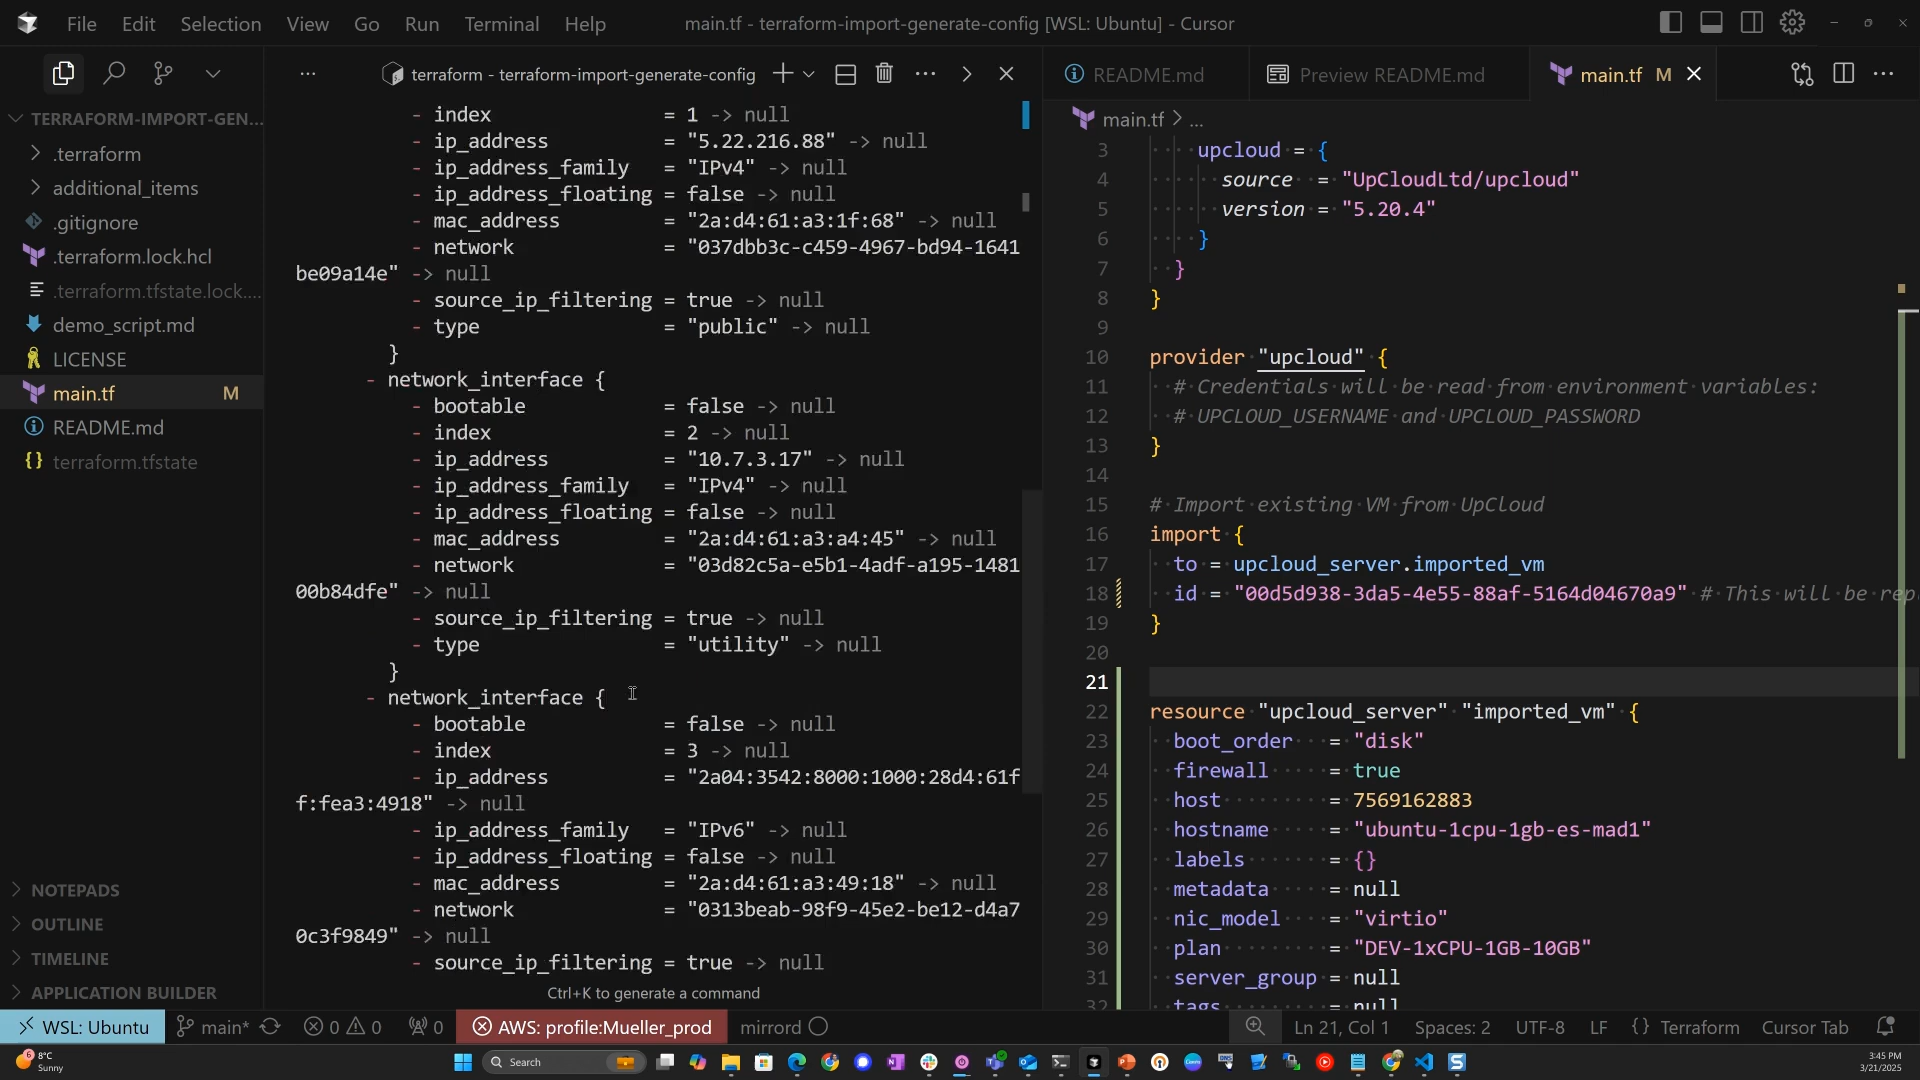 File Edit Selection View Go Run Terminal Help
main.tf - terraform-import-generate-config [WSL: Ubuntu] - Cursor
TERRAFORM-IMPORT-GEN...
.terraform
additional_items
.gitignore
.terraform.lock.hcl
.terraform.tfstate.lock....
demo_script.md
LICENSE
main.tf M
README.md
terraform.tfstate
NOTEPADS
OUTLINE
TIMELINE
APPLICATION BUILDER
terraform - terraform-import-generate-config
- index = 1 -> null
- ip_address = "5.22.216.88" -> null
- ip_address_family = "IPv4" -> null
- ip_address_floating = false -> null
- mac_address = "2a:d4:61:a3:1f:68" -> null
- network = "037dbb3c-c459-4967-bd94-1641
be09a14e" -> null
- source_ip_filtering = true -> null
- type = "public" -> null
}
- network_interface {
- bootable = false -> null
- index = 2 -> null
- ip_address = "10.7.3.17" -> null
- ip_address_family = "IPv4" -> null
- ip_address_floating = false -> null
- mac_address = "2a:d4:61:a3:a4:45" -> null
- network = "03d82c5a-e5b1-4adf-a195-1481
00b84dfe" -> null
- source_ip_filtering = true -> null
- type = "utility" -> null
}
- network_interface {
- bootable = false -> null
- index = 3 -> null
- ip_address = "2a04:3542:8000:1000:28d4:61f
f:fea3:4918" -> null
- ip_address_family = "IPv6" -> null
- ip_address_floating = false -> null
- mac_address = "2a:d4:61:a3:49:18" -> null
- network = "0313beab-98f9-45e2-be12-d4a7
0c3f9849" -> null
- source_ip_filtering = true -> null
Ctrl+K to generate a command
README.md
Preview README.md
main.tf M
main.tf > ...
3 upcloud = {
4 source = "UpCloudLtd/upcloud"
5 version = "5.20.4"
6 }
7 }
8 }
9
10 provider "upcloud" {
11 # Credentials will be read from environment variables:
12 # UPCLOUD_USERNAME and UPCLOUD_PASSWORD
13 }
14
15 # Import existing VM from UpCloud
16 import {
17 to = upcloud_server.imported_vm
18 id = "00d5d938-3da5-4e55-88af-5164d04670a9" # This will be rep
19 }
20
21
22 resource "upcloud_server" "imported_vm" {
23 boot_order = "disk"
24 firewall = true
25 host = 7569162883
26 hostname = "ubuntu-1cpu-1gb-es-mad1"
27 labels = {}
28 metadata = null
29 nic_model = "virtio"
30 plan = "DEV-1xCPU-1GB-10GB"
31 server_group = null
32 tags = null
WSL: Ubuntu main* 0 0 0 AWS: profile:Mueller_prod mirrord Ln 21, Col 1 Spaces: 2 UTF-8 LF {} Terraform Cursor Tab
8°C
Sunny
Search
3:45 PM
3/21/2025